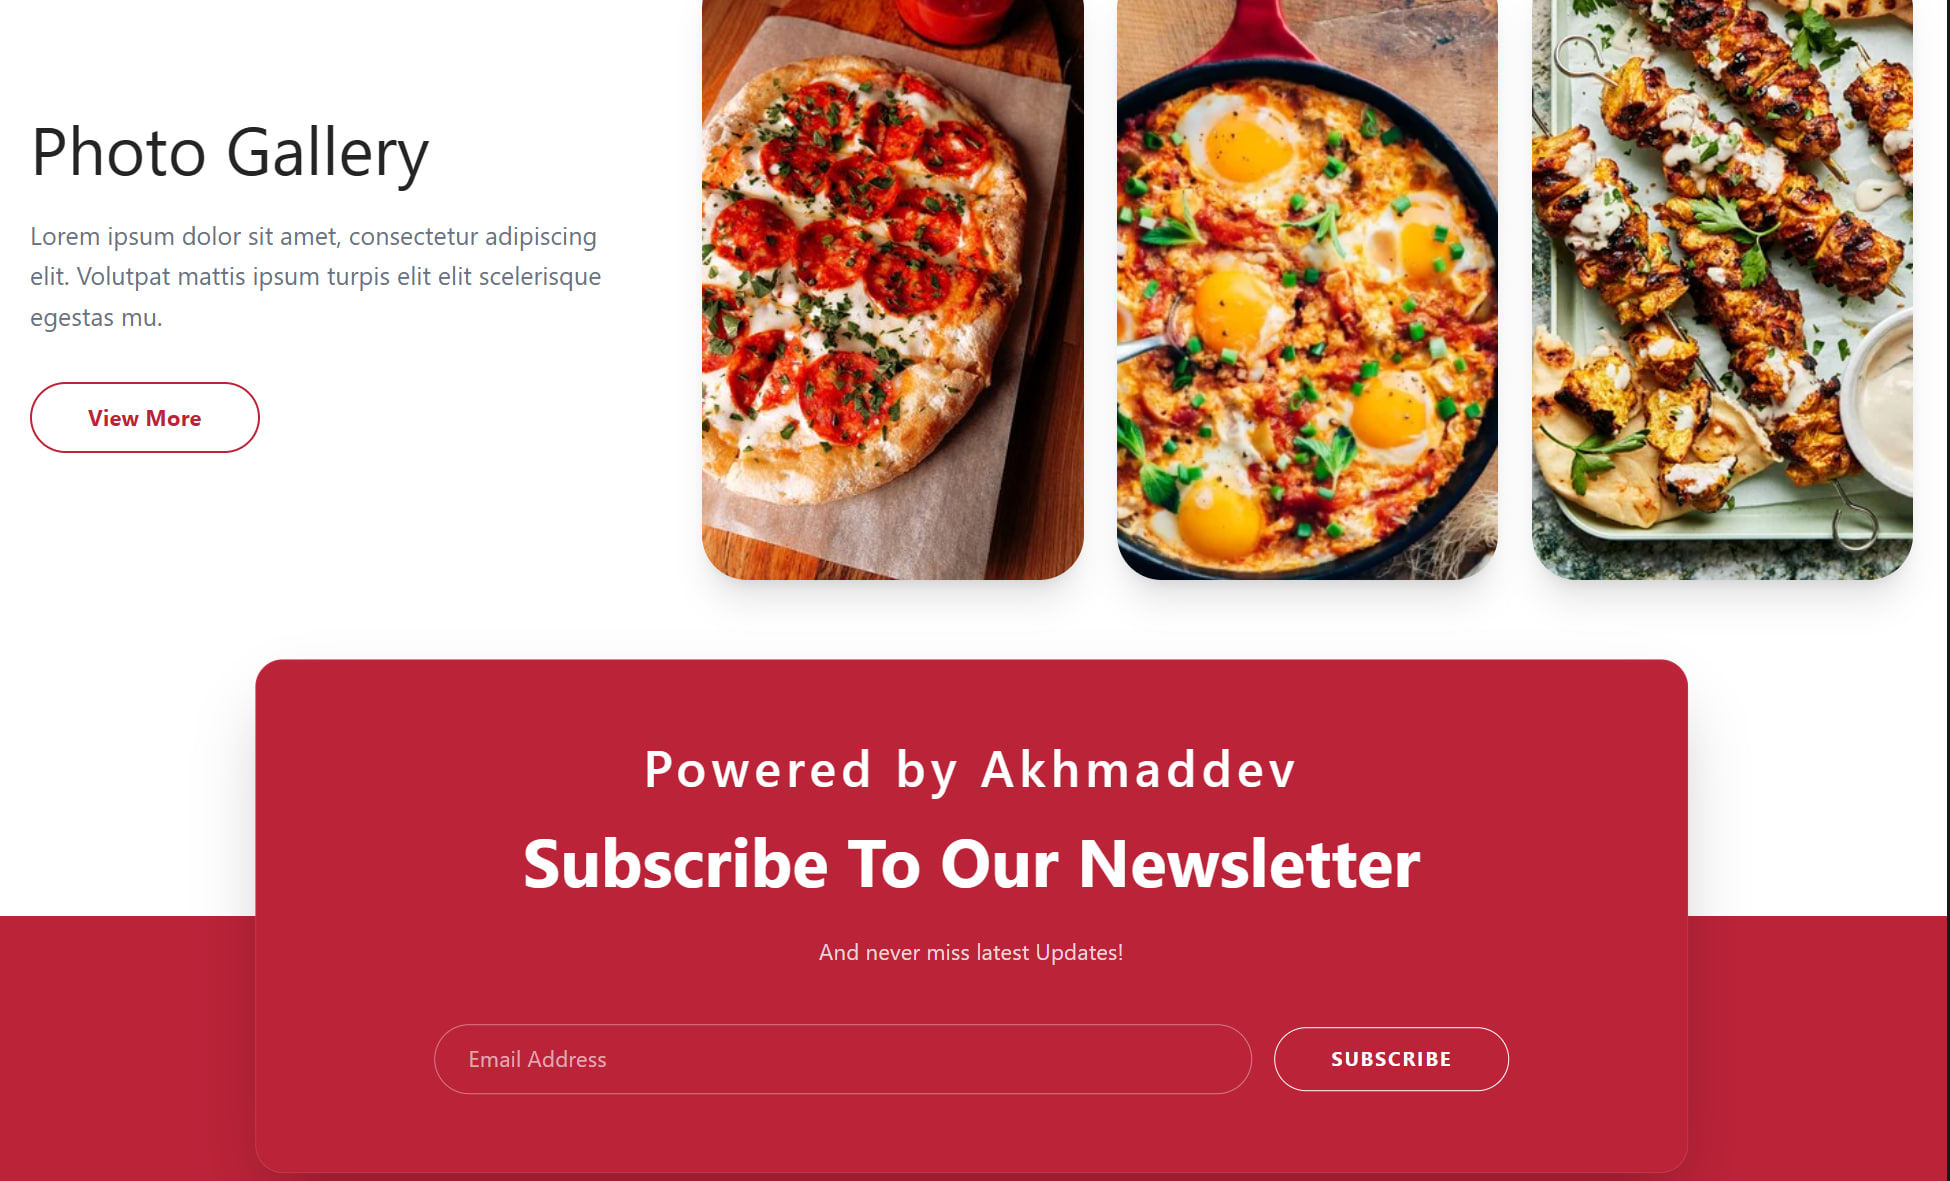 Photo Gallery
Lorem ipsum dolor sit amet, consectetur adipiscing
elit. Volutpat mattis ipsum turpis elit elit scelerisque
egestas mu.
View More
Powered by Akhmaddev
Subscribe To Our Newsletter
And never miss latest Updates!
Email Address
SUBSCRIBE